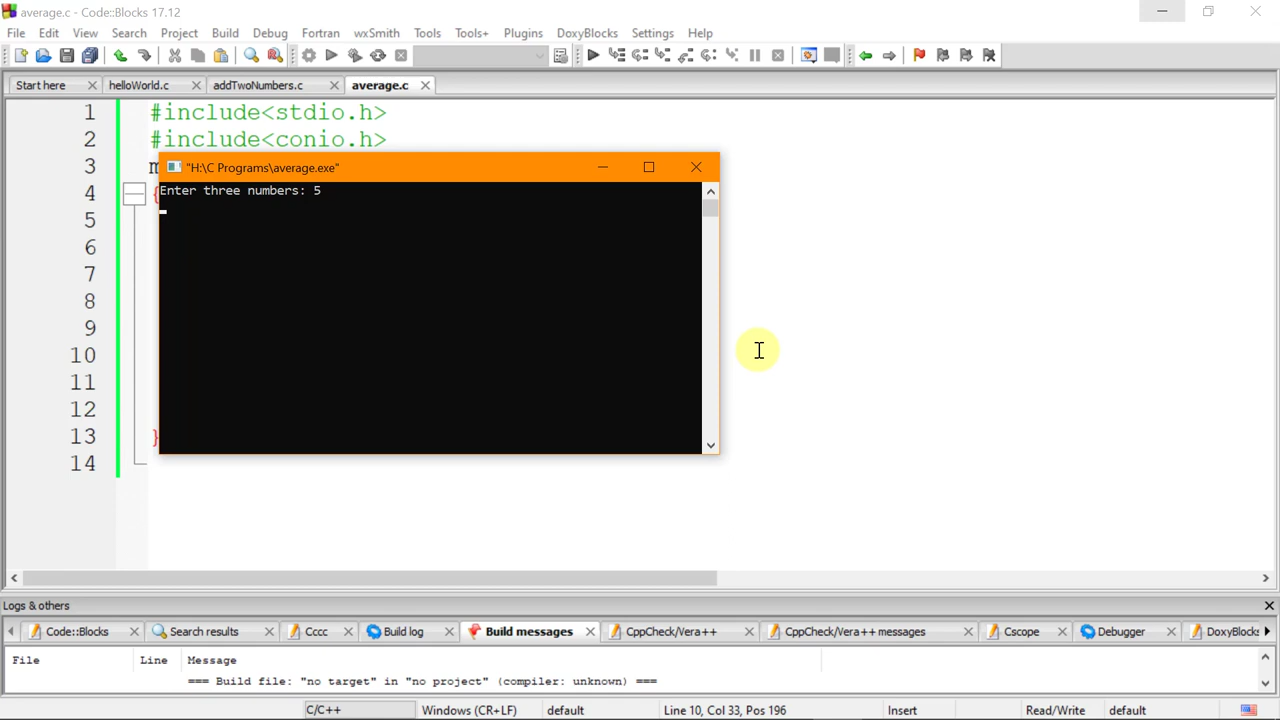 average.c - Code::Blocks 17.12
File Edit View Search Project Build Debug Fortran wxSmith Tools Tools+ Plugins DoxyBlocks Settings Help
Start here helloWorld.c addTwoNumbers.c average.c
1 #include<stdio.h>
2 #include<conio.h>
3 m
"H:\C Programs\average.exe"
4 {
Enter three numbers: 5
5
6
7
8
9
10
11
12
13 }
14
Logs & others
Code::Blocks Search results Cccc Build log Build messages CppCheck/Vera++ CppCheck/Vera++ messages Cscope Debugger DoxyBlocks
File Line Message
=== Build file: "no target" in "no project" (compiler: unknown) ===
C/C++ Windows (CR+LF) default Line 10, Col 33, Pos 196 Insert Read/Write default